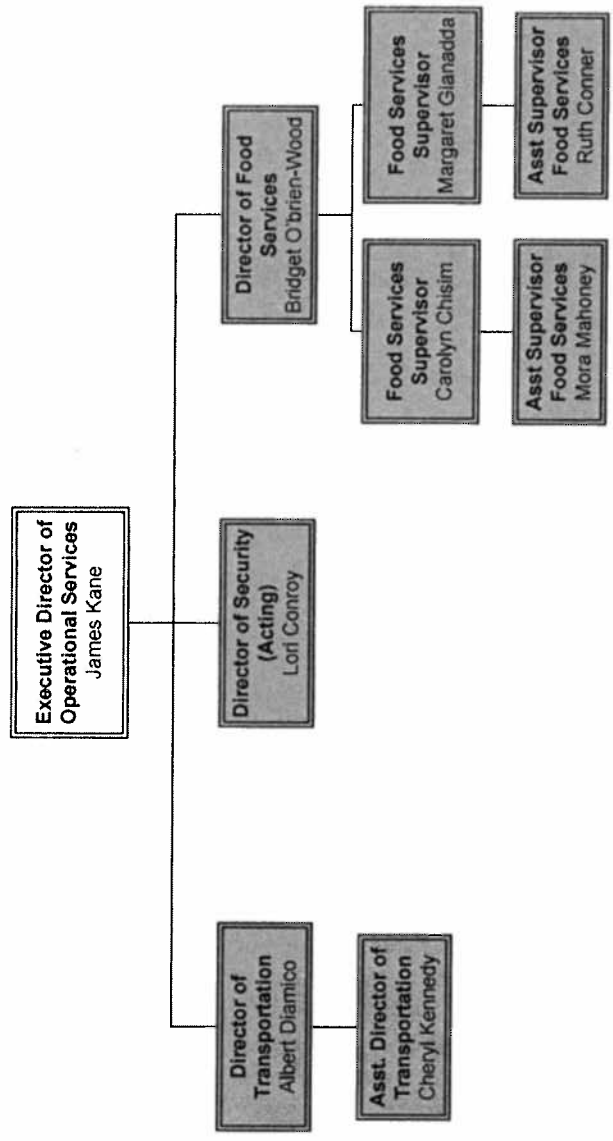 Executive Director of
Operational Services
James Kane
Director of
Transportation
Albert Diamico
Director of Security
(Acting)
Lori Conroy
Director of Food
Services
Bridget O'brien-Wood
Asst. Director of
Transportation
Cheryl Kennedy
Food Services
Supervisor
Carolyn Chisim
Food Services
Supervisor
Margaret Glanadda
Asst Supervisor
Food Services
Mora Mahoney
Asst Supervisor
Food Services
Ruth Conner